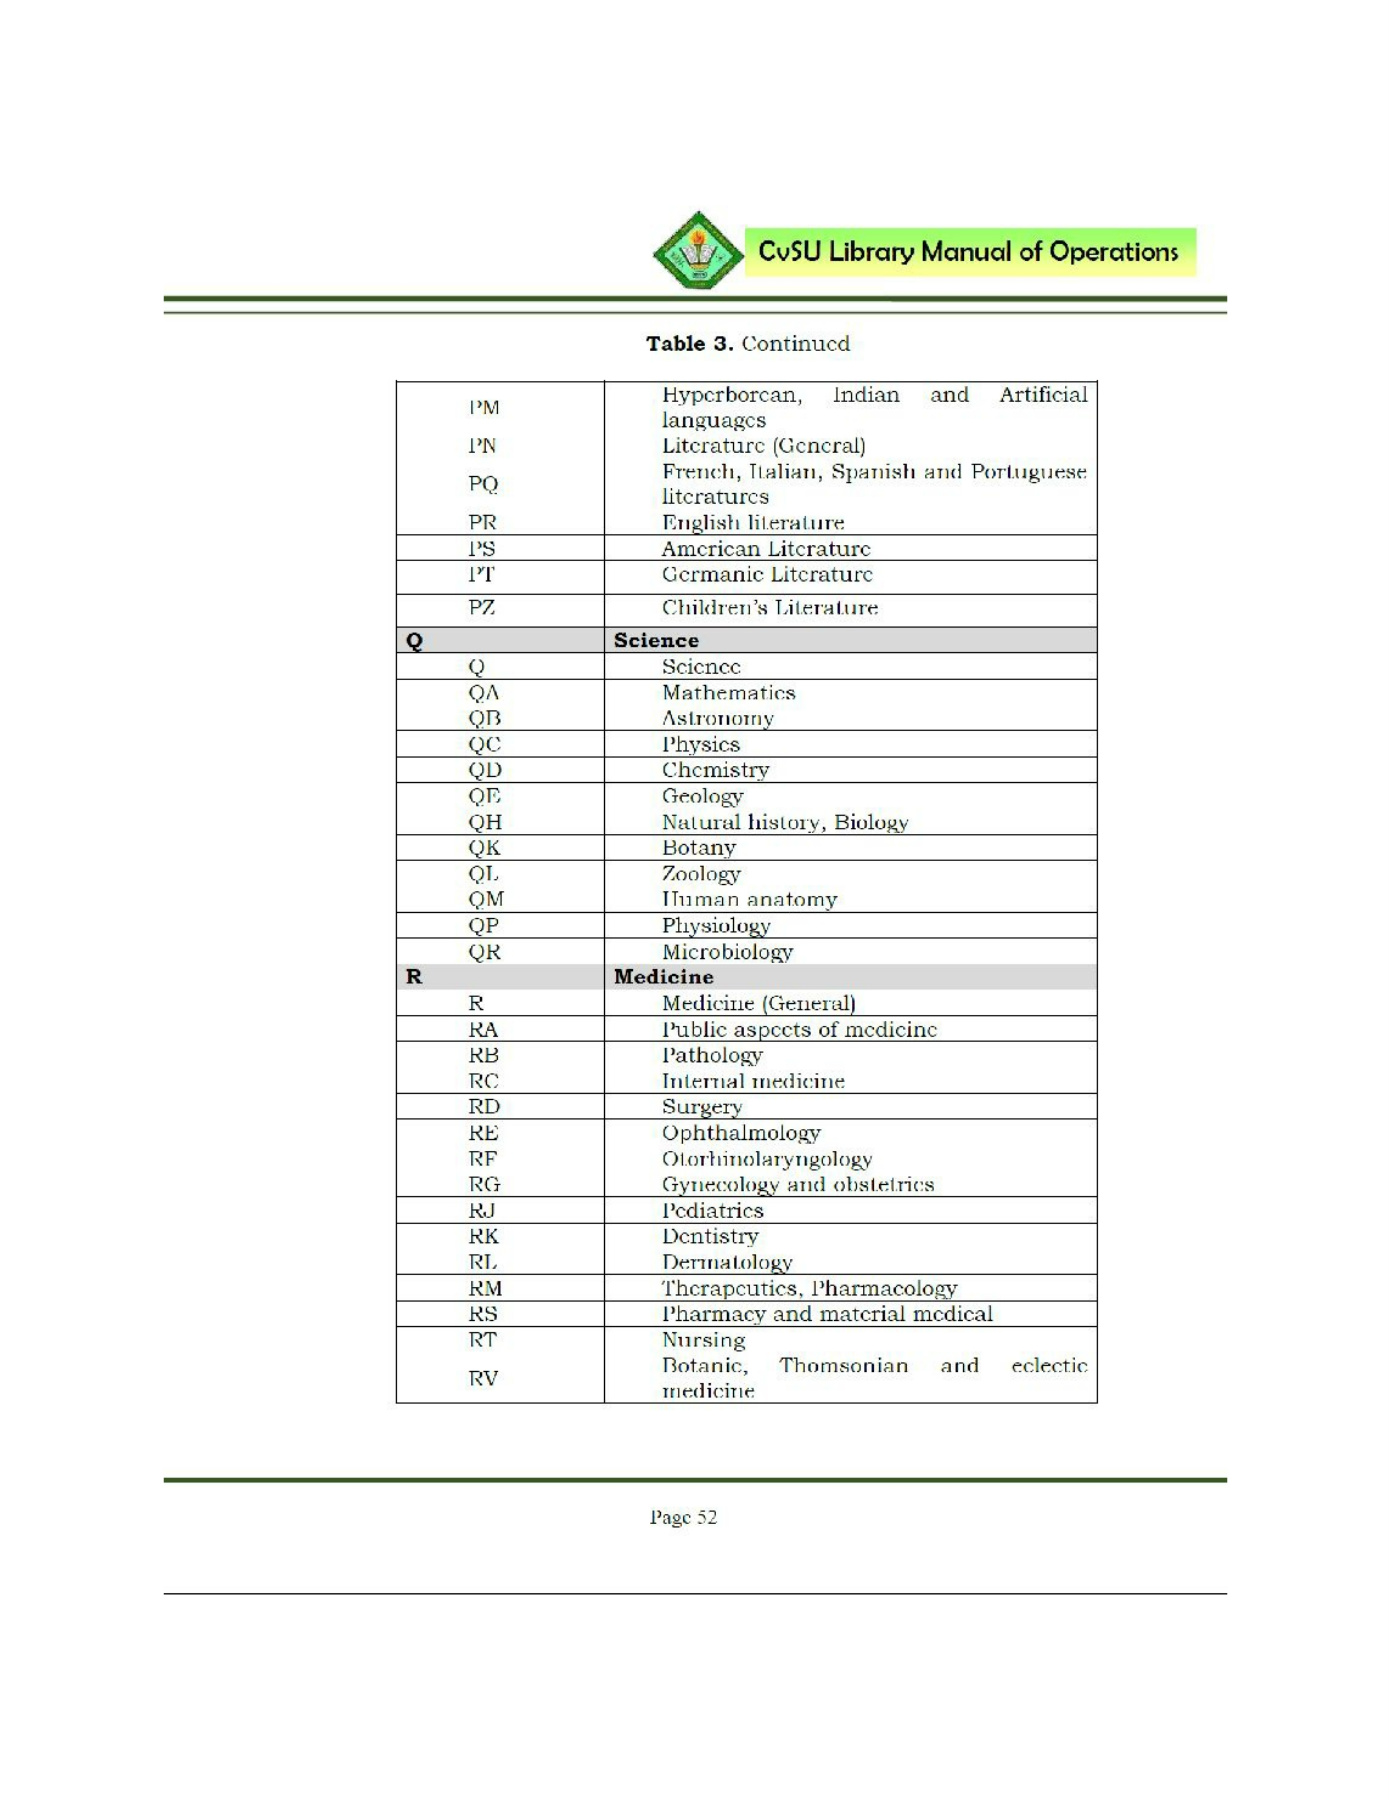 CvSU Library Manual of Operations
Table 3. Continued
PM Hyperborean, Indian and Artificial
languages
PN Literature (General)
PQ French, Italian, Spanish and Portuguese
literatures
PR English literature
PS American Literature
PT Germanic Literature
PZ Children's Literature
Q Science
Q Science
QA Mathematics
QB Astronomy
QC Physics
QD Chemistry
QE Geology
QH Natural history, Biology
QK Botany
QL Zoology
QM Human anatomy
QP Physiology
QR Microbiology
R Medicine
R Medicine (General)
RA Public aspects of medicine
RB Pathology
RC Internal medicine
RD Surgery
RE Ophthalmology
RF Otorhinolaryngology
RG Gynecology and obstetrics
RJ Pediatrics
RK Dentistry
RL Dermatology
RM Therapeutics, Pharmacology
RS Pharmacy and material medical
RT Nursing
RV Botanic, Thomsonian and eclectic
medicine
Page 52